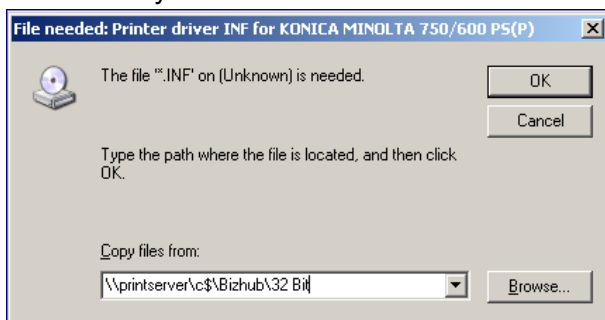 File needed: Printer driver INF for KONICA MINOLTA 750/600 PS(P)
The file '*.INF' on (Unknown) is needed.
OK
Cancel
Type the path where the file is located, and then click
OK.
Copy files from:
\\printserver\c$\Bizhub\32 Bit
Browse...